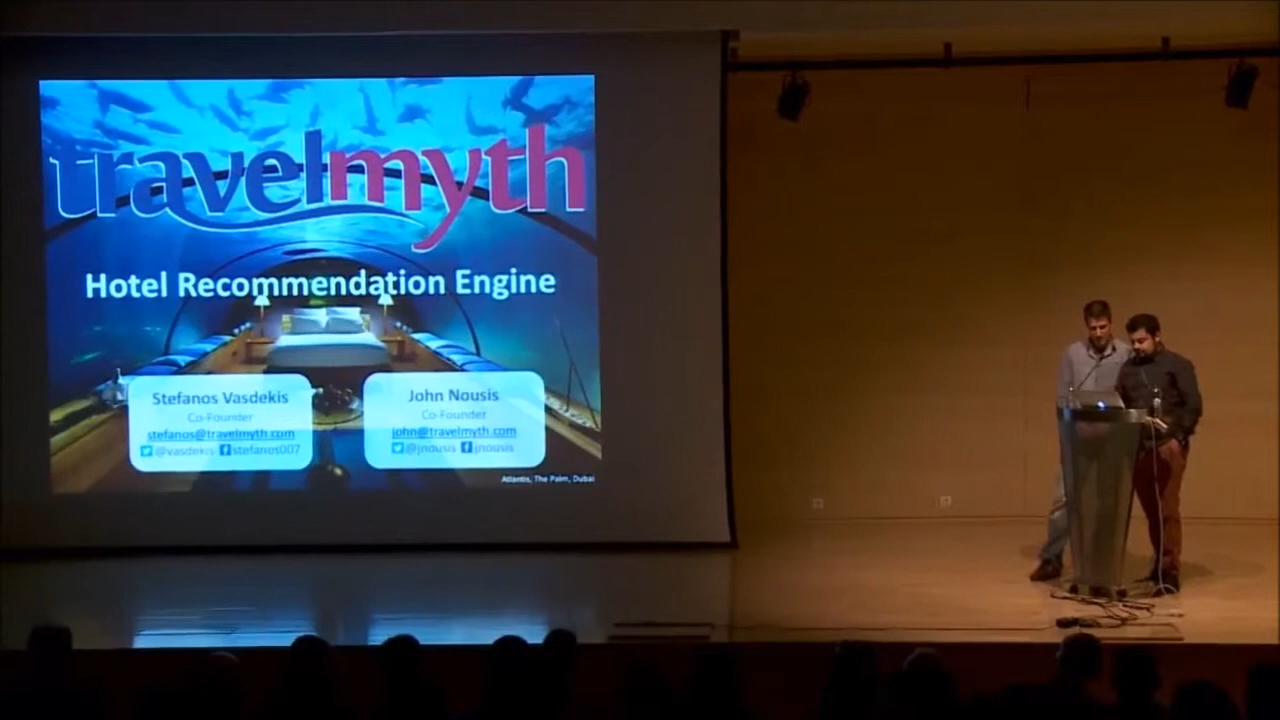 travelmyth
Hotel Recommendation Engine
Stefanos Vasdekis
Co-Founder
stefanos@travelmyth.com
@vasdekis stefanos007
John Nousis
Co-Founder
john@travelmyth.com
@jnousis jnousis
Atlantis, The Palm, Dubai